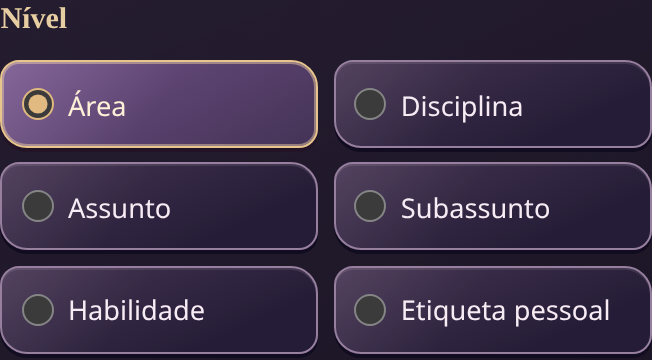 Nível
Área
Disciplina
Assunto
Subassunto
Habilidade
Etiqueta pessoal